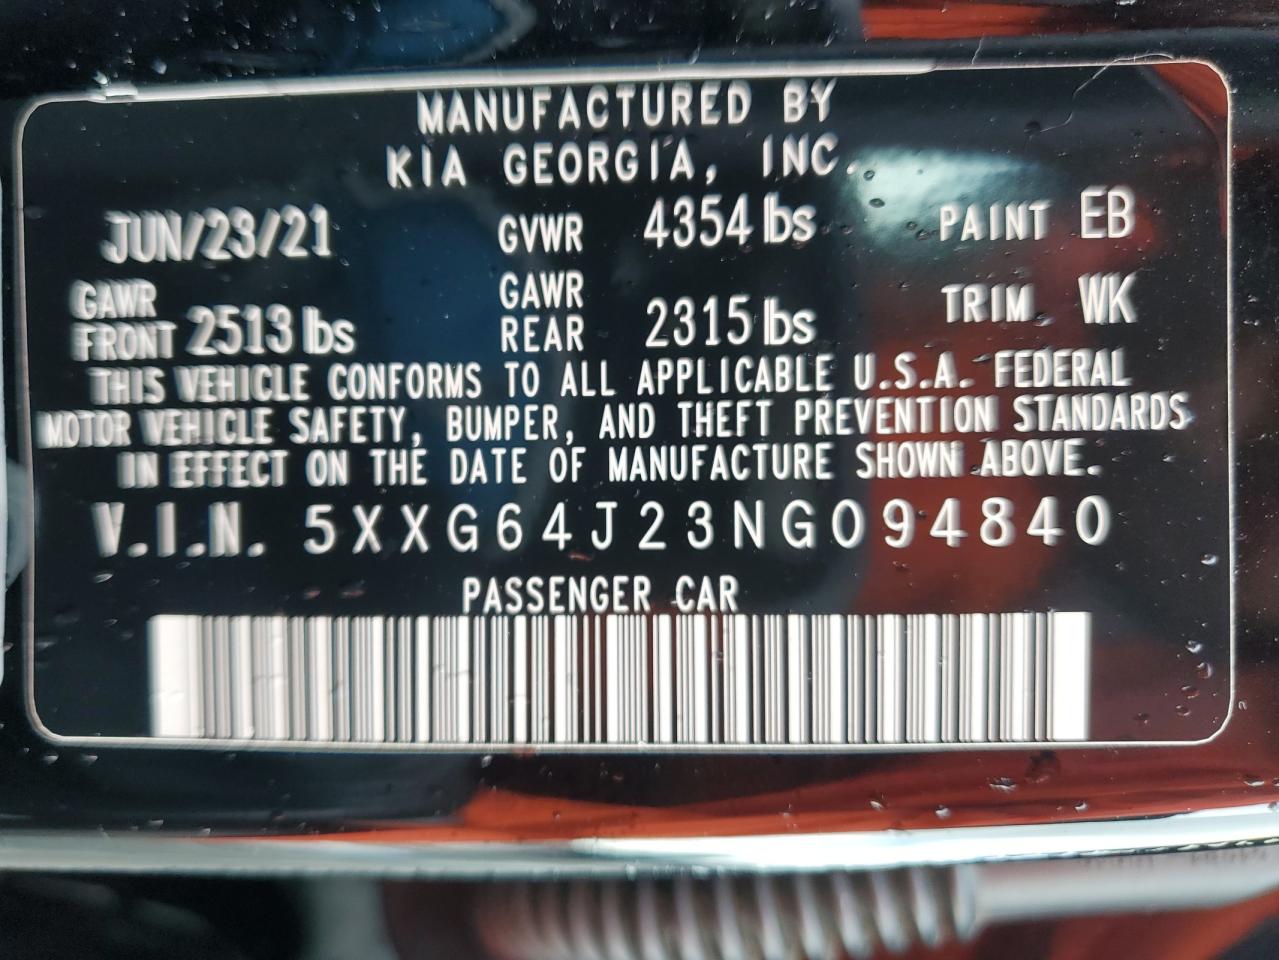 MANUFACTURED BY
KIA GEORGIA, INC.
JUN/23/21 GVWR 4354 lbs PAINT EB
GAWR FRONT 2513 lbs GAWR REAR 2315 lbs TRIM. WK
THIS VEHICLE CONFORMS TO ALL APPLICABLE U.S.A. FEDERAL
MOTOR VEHICLE SAFETY, BUMPER, AND THEFT PREVENTION STANDARDS
IN EFFECT ON THE DATE OF MANUFACTURE SHOWN ABOVE.
V.I.N. 5XXG64J23NG094840
PASSENGER CAR